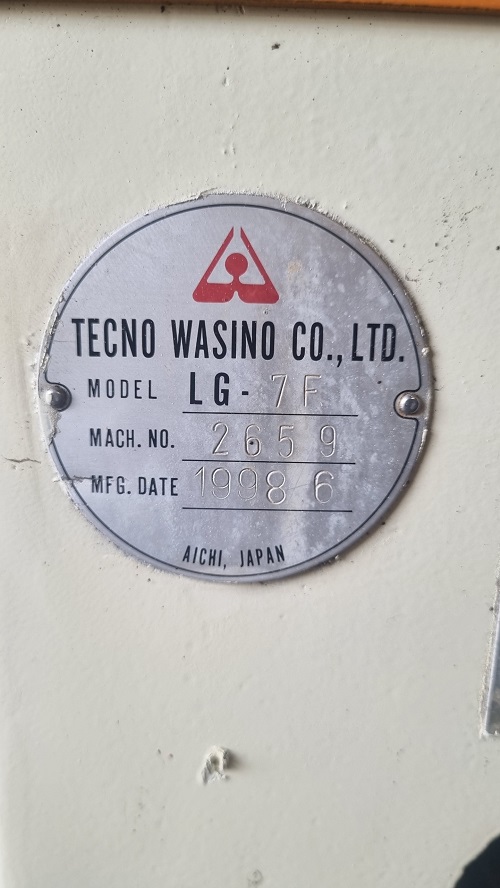 TECNO WASINO CO., LTD.
MODEL LG-7F
MACH. NO. 2659
MFG. DATE 1998 6
AICHI, JAPAN